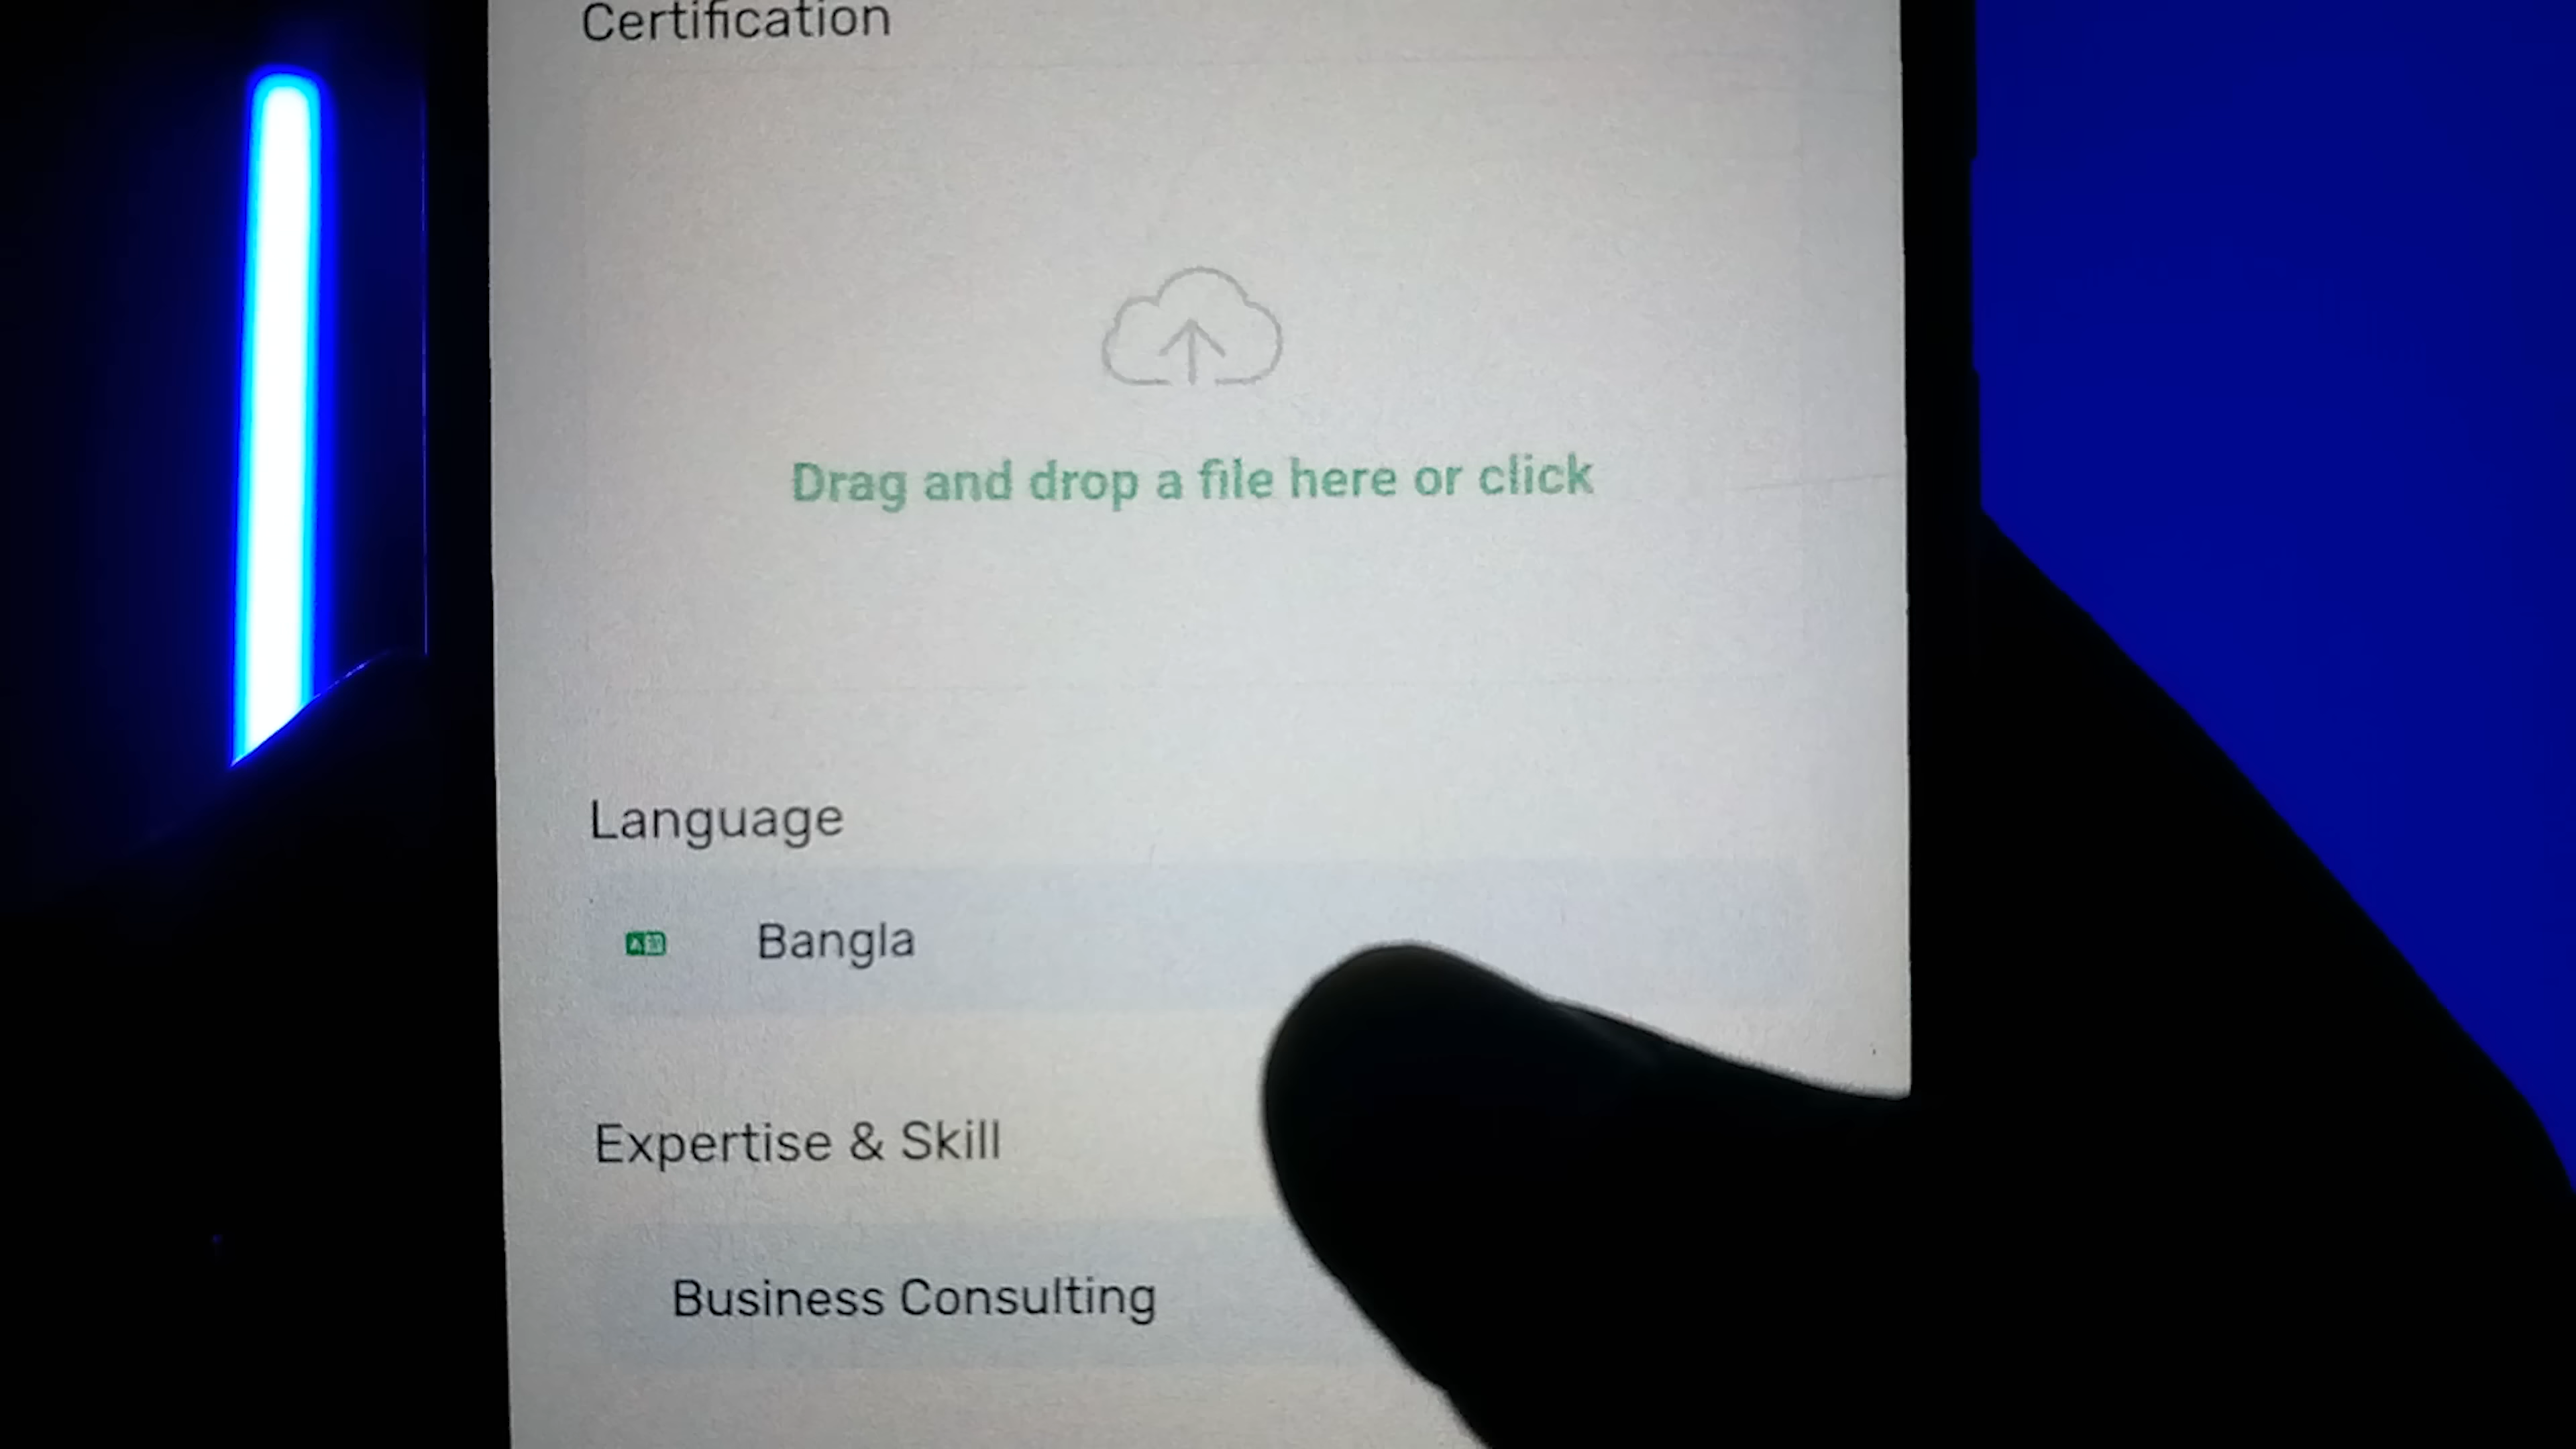 Certification
Drag and drop a file here or click
Language
Bangla
Expertise & Skill
Business Consulting